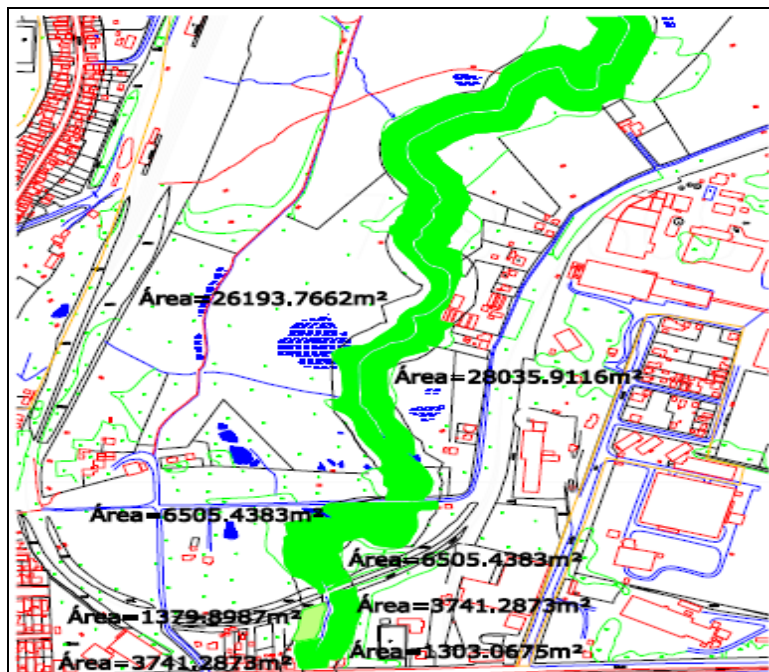 Área=26193.7662m²
Área=28035.9116m²
Área=6505.4383m²
Área=6505.4383m²
Área=1379.8987m²
Área=3741.2873m²
Área=1303.0675m²
Área=3741.2873m²